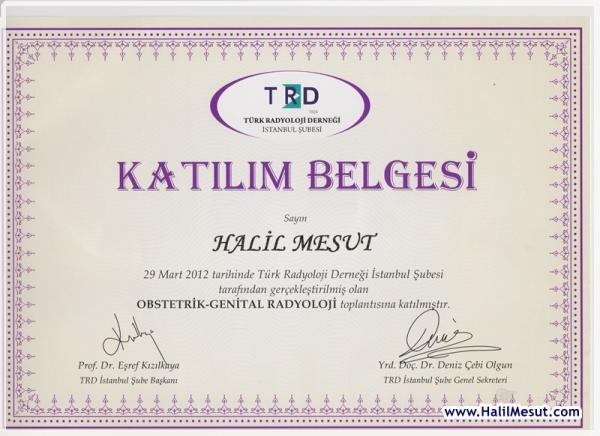 TRD
1924
TÜRK RADYOLOJİ DERNEĞİ
İSTANBUL ŞUBESİ
KATILIM BELGESİ
Sayın
HALİL MESUT
29 Mart 2012 tarihinde Türk Radyoloji Derneği İstanbul Şubesi
tarafından gerçekleştirilmiş olan
OBSTETRİK-GENİTAL RADYOLOJİ toplantısına katılmıştır.
Prof. Dr. Eşref Kızılkaya
TRD İstanbul Şube Başkanı
Yrd. Doç. Dr. Deniz Çebi Olgun
TRD İstanbul Şube Genel Sekreteri
www.HalilMesut.com